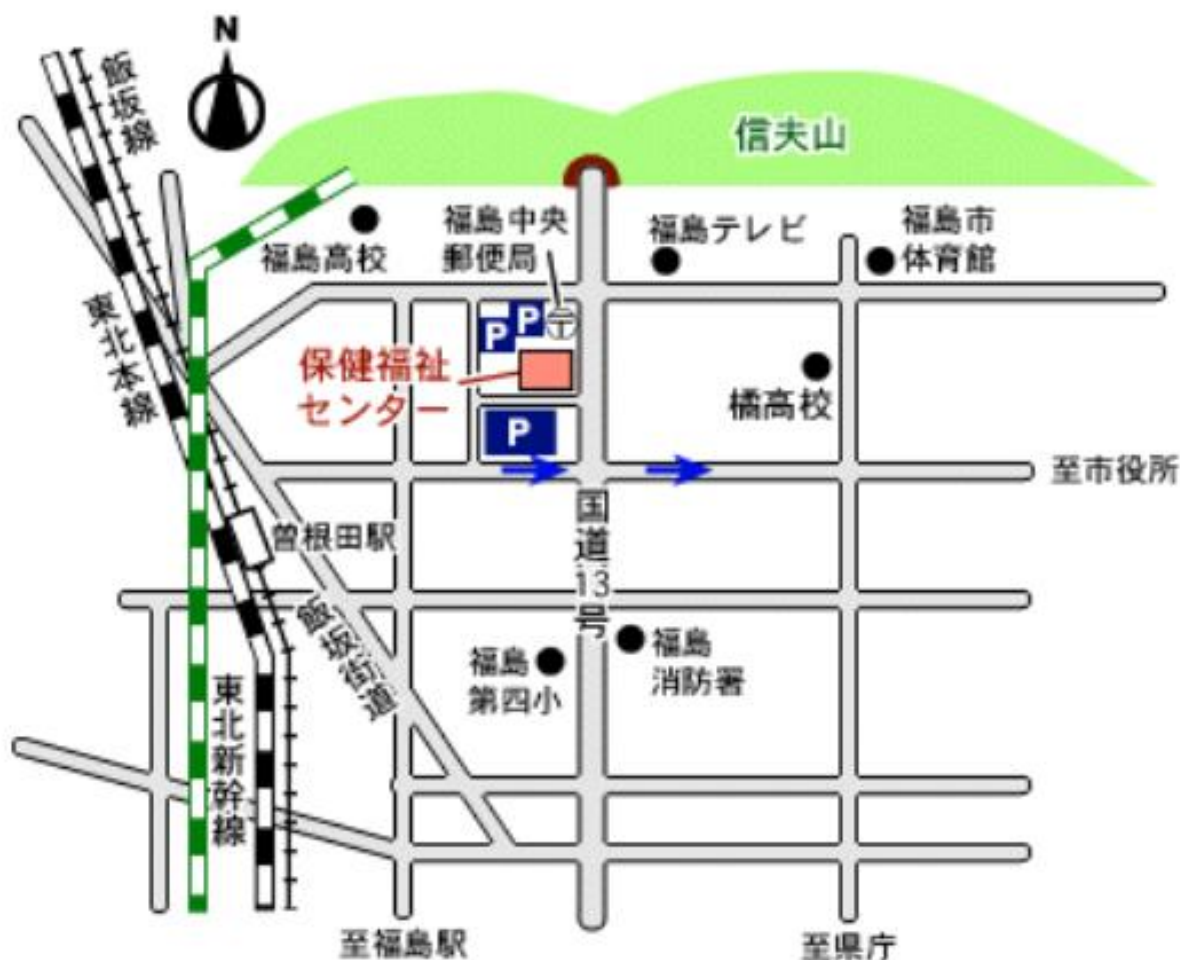 N
飯坂線
信夫山
福島中央
郵便局
福島テレビ
福島市
体育館
福島高校
東北本線
P
P
〒
保健福祉
センター
橘高校
P
至市役所
国道13号
曽根田駅
飯坂街道
福島
第四小
福島
消防署
東北新幹線
至福島駅
至県庁